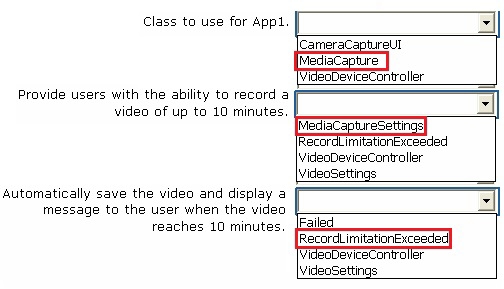 Class to use for App1.
CameraCaptureUI
MediaCapture
VideoDeviceController
Provide users with the ability to record a
video of up to 10 minutes.
MediaCaptureSettings
RecordLimitationExceeded
VideoDeviceController
VideoSettings
Automatically save the video and display a
message to the user when the video
reaches 10 minutes.
Failed
RecordLimitationExceeded
VideoDeviceController
VideoSettings